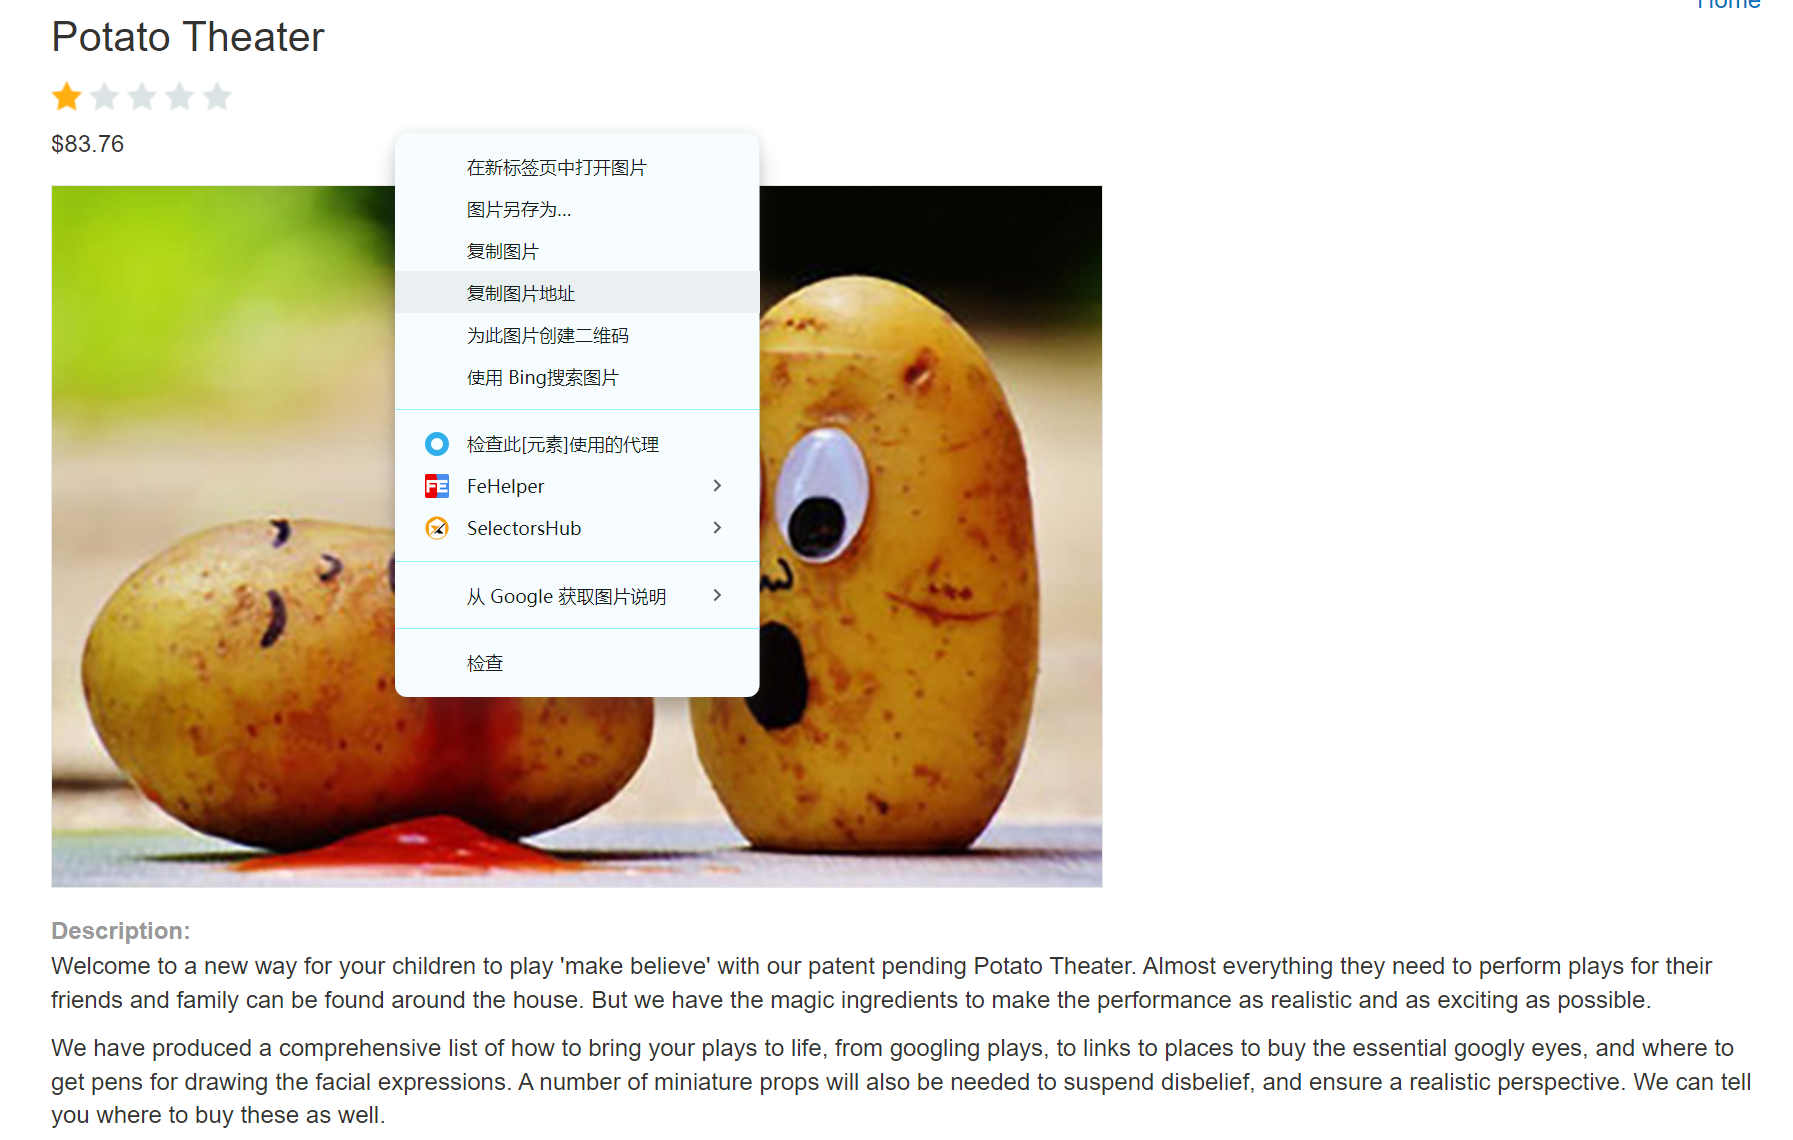 Home
Potato Theater
$83.76
在新标签页中打开图片
图片另存为...
复制图片
复制图片地址
为此图片创建二维码
使用 Bing搜索图片
检查此[元素]使用的代理
FE FeHelper
SelectorsHub
从 Google 获取图片说明
检查
Description:
Welcome to a new way for your children to play 'make believe' with our patent pending Potato Theater. Almost everything they need to perform plays for their
friends and family can be found around the house. But we have the magic ingredients to make the performance as realistic and as exciting as possible.
We have produced a comprehensive list of how to bring your plays to life, from googling plays, to links to places to buy the essential googly eyes, and where to
get pens for drawing the facial expressions. A number of miniature props will also be needed to suspend disbelief, and ensure a realistic perspective. We can tell
you where to buy these as well.